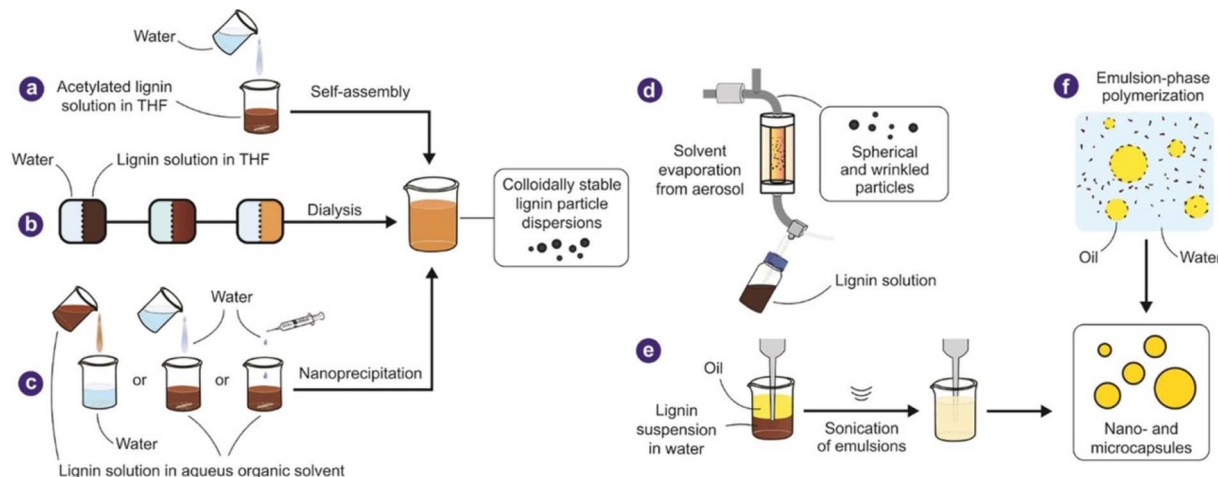 a
Water
Acetylated lignin
solution in THF
Self-assembly
Water
Lignin solution in THF
b
Dialysis
Colloidally stable
lignin particle
dispersions
c
Water
or
or
Nanoprecipitation
Water
Lignin solution in aqueus organic solvent
d
Solvent
evaporation
from aerosol
Spherical
and wrinkled
particles
Lignin solution
e
Oil
Lignin
suspension
in water
Sonication
of emulsions
f
Emulsion-phase
polymerization
Oil
Water
Nano- and
microcapsules